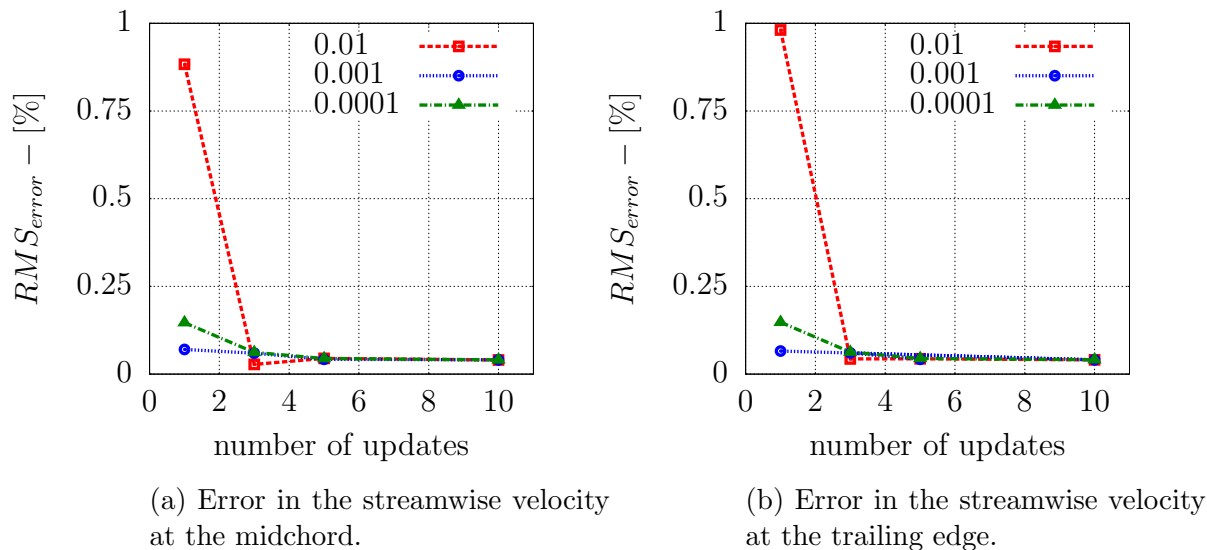 1
0.75
0.5
0.25
0
RMS_error − [%]
0.01
0.001
0.0001
0 2 4 6 8 10
number of updates
(a) Error in the streamwise velocity
at the midchord.
1
0.75
0.5
0.25
0
RMS_error − [%]
0.01
0.001
0.0001
0 2 4 6 8 10
number of updates
(b) Error in the streamwise velocity
at the trailing edge.